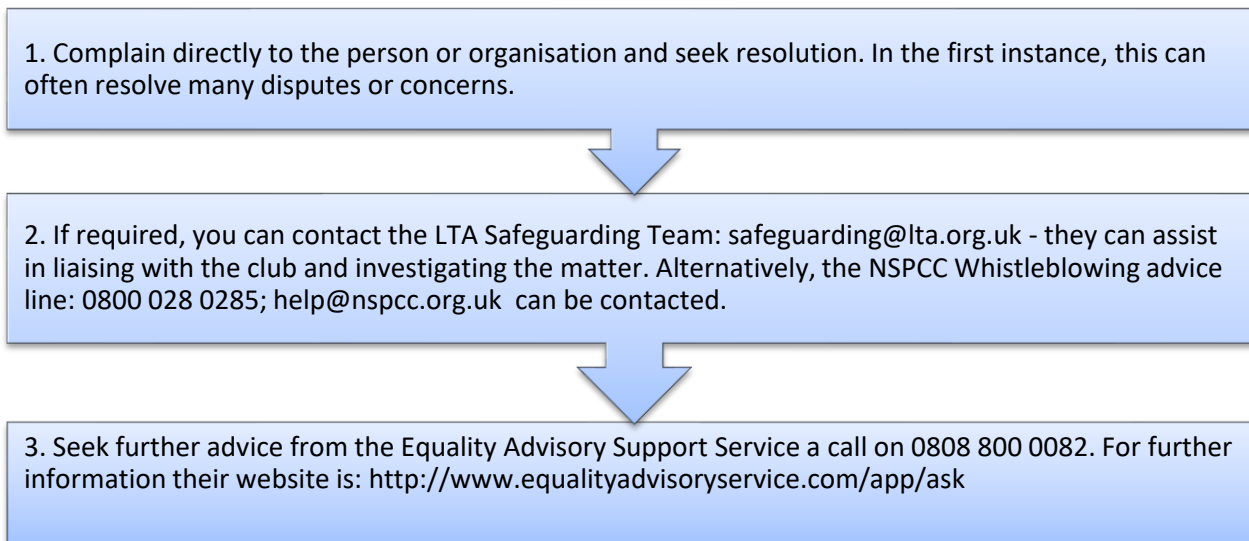 1. Complain directly to the person or organisation and seek resolution. In the first instance, this can
often resolve many disputes or concerns.
2. If required, you can contact the LTA Safeguarding Team: safeguarding@lta.org.uk - they can assist
in liaising with the club and investigating the matter. Alternatively, the NSPCC Whistleblowing advice
line: 0800 028 0285; help@nspcc.org.uk  can be contacted.
3. Seek further advice from the Equality Advisory Support Service a call on 0808 800 0082. For further
information their website is: http://www.equalityadvisoryservice.com/app/ask